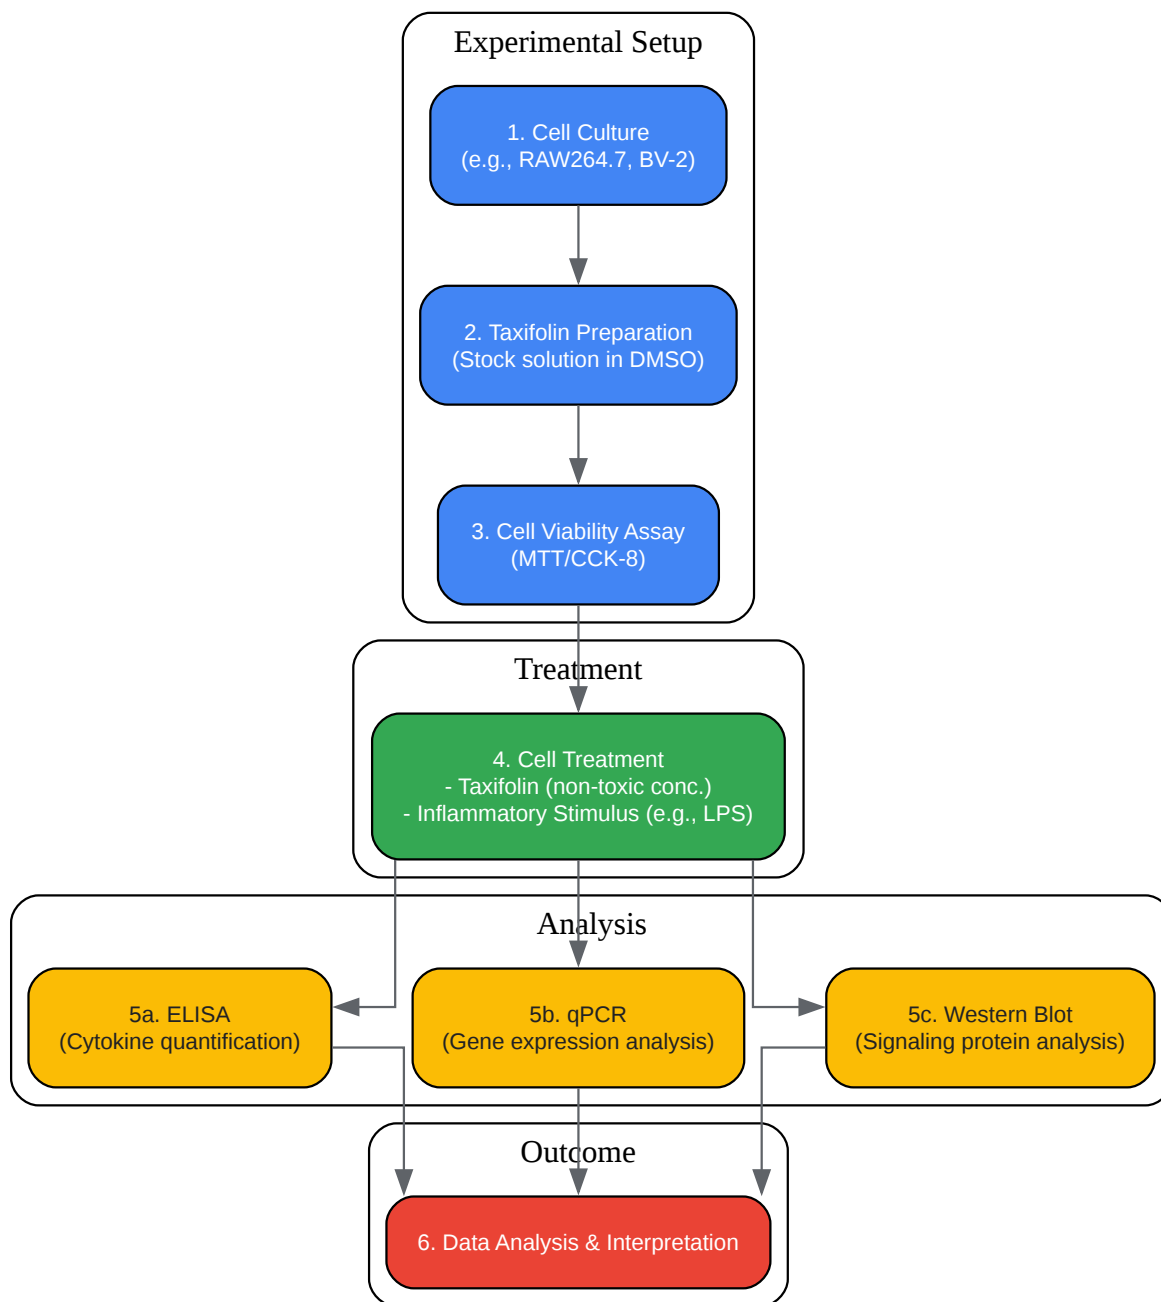 Experimental Setup
1. Cell Culture
(e.g., RAW264.7, BV-2)
2. Taxifolin Preparation
(Stock solution in DMSO)
3. Cell Viability Assay
(MTT/CCK-8)
Treatment
4. Cell Treatment
- Taxifolin (non-toxic conc.)
- Inflammatory Stimulus (e.g., LPS)
Analysis
5a. ELISA
(Cytokine quantification)
5b. qPCR
(Gene expression analysis)
5c. Western Blot
(Signaling protein analysis)
Outcome
6. Data Analysis & Interpretation